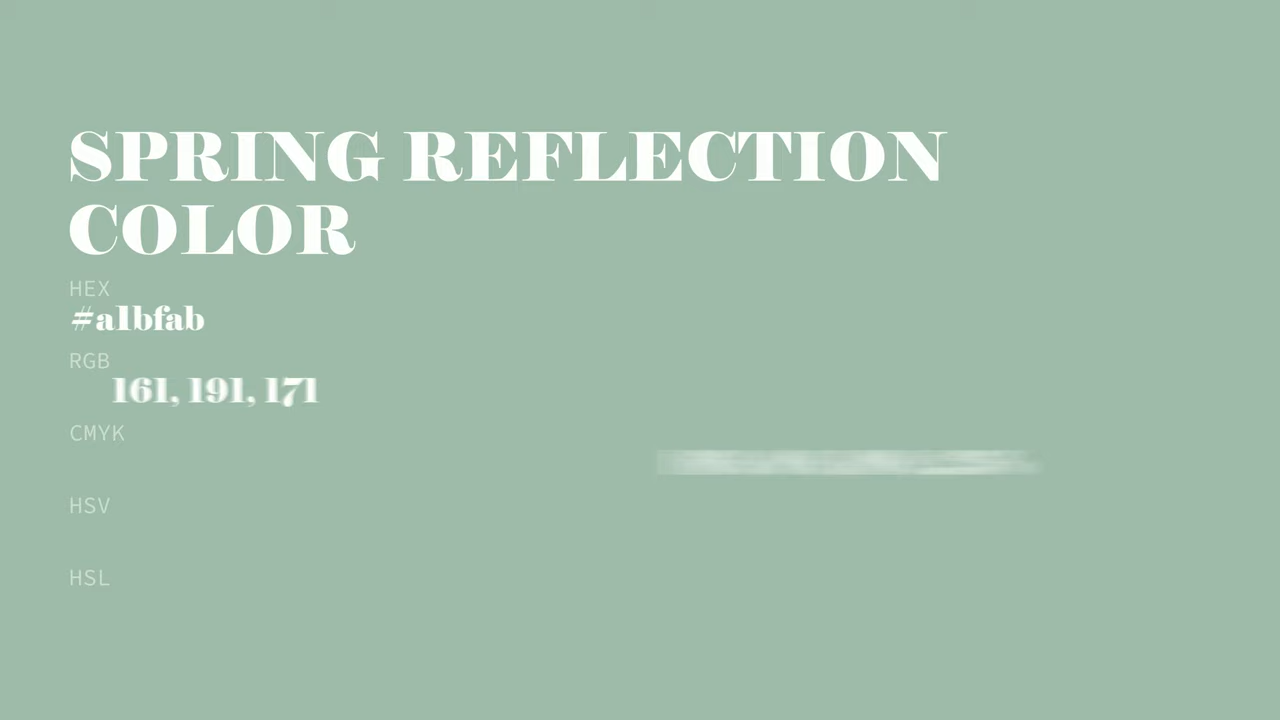 SPRING REFLECTION
COLOR
HEX
#a1bfab
RGB
161, 191, 171
CMYK
HSV
HSL